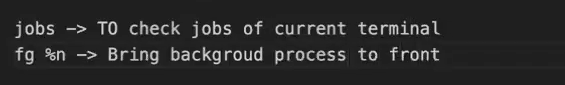 jobs -> TO check jobs of current terminal
fg %n -> Bring backgroud process to front